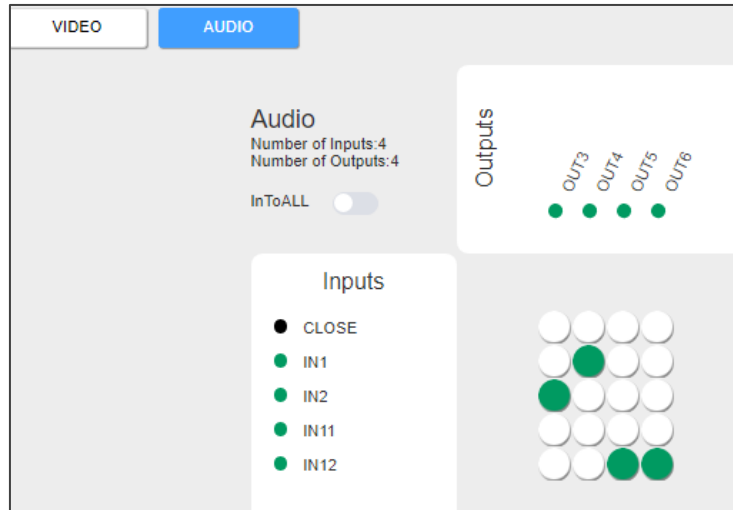 VIDEO
AUDIO
Audio
Number of Inputs:4
Number of Outputs:4
InToALL
Outputs
OUT3
OUT4
OUT5
OUT6
Inputs
CLOSE
IN1
IN2
IN11
IN12